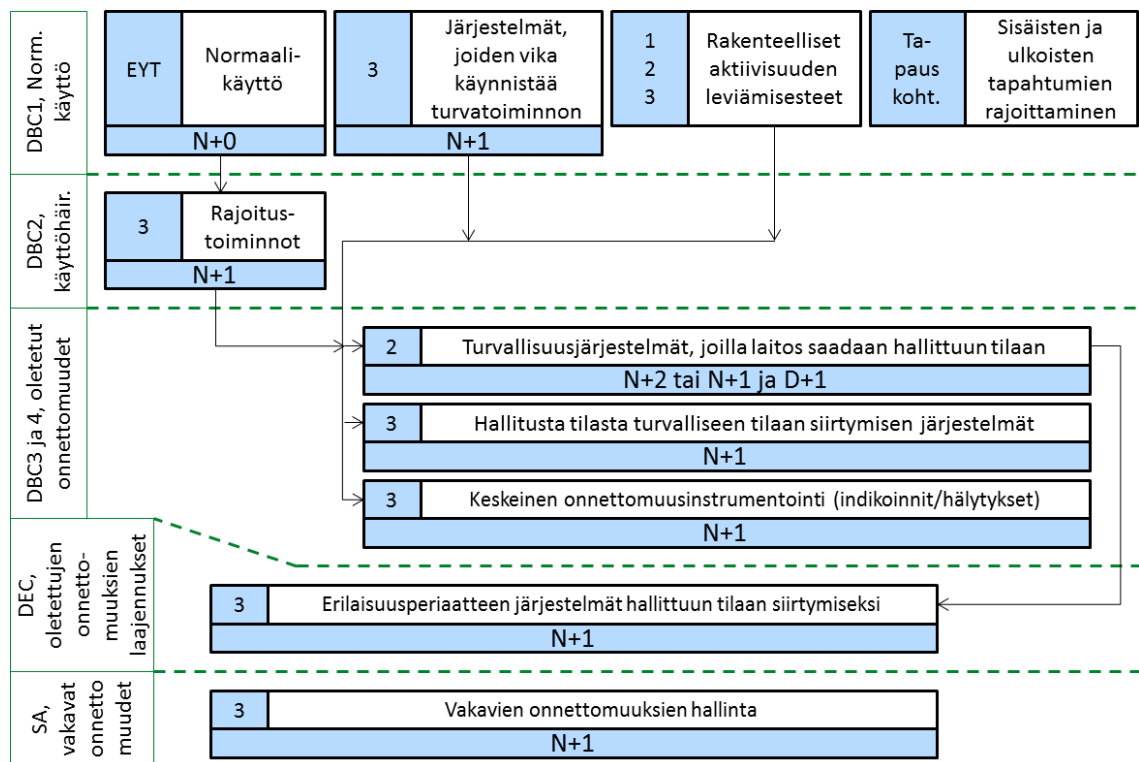 DBC1, Norm.
käyttö
EYT
Normaali-
käyttö
N+0
3
Järjestelmät,
joiden vika
käynnistää
turvatoiminnon
N+1
1
2
3
Rakenteelliset
aktiivisuuden
leviämisesteet
Ta-
paus
koht.
Sisäisten ja
ulkoisten
tapahtumien
rajoittaminen
DBC2,
käyttöhäir.
3
Rajoitus-
toiminnot
N+1
DBC3 ja 4, oletetut
onnettomuudet
2
Turvallisuusjärjestelmät, joilla laitos saadaan hallittuun tilaan
N+2 tai N+1 ja D+1
3
Hallitusta tilasta turvalliseen tilaan siirtymisen järjestelmät
N+1
3
Keskeinen onnettomuusinstrumentointi (indikoinnit/hälytykset)
N+1
DEC,
oletettujen
onnetto-
muuksien
laajennukset
3
Erilaisuusperiaatteen järjestelmät hallittuun tilaan siirtymiseksi
N+1
SA,
vakavat
onnetto
muudet
3
Vakavien onnettomuuksien hallinta
N+1